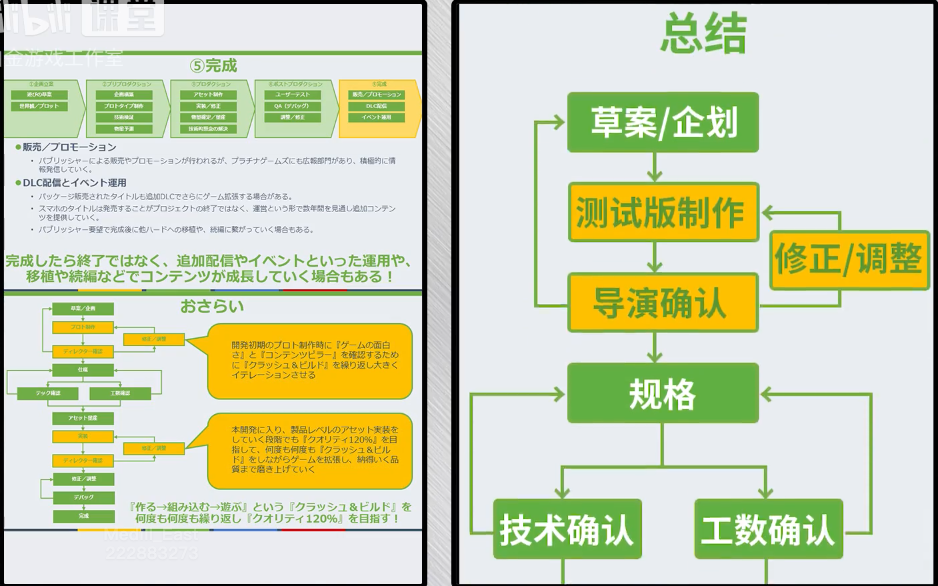 bilibili 课堂
金游戏工作室
⑤完成
①企画立案
②プリプロダクション
③プロダクション
④ポストプロダクション
⑤完成
遊びの草案
世界観/プロット
企画構築
プロトタイプ制作
技術検証
物量予測
アセット制作
実装/修正
物量確定/進捗
技術的懸念の解決
ユーザーテスト
QA(デバッグ)
調整/修正
販売/プロモーション
DLC配信
イベント運用
●販売/プロモーション
• パブリッシャーによる販売やプロモーションが行われるが、プラチナゲームズにも広報部門があり、積極的に情
報発信していく。
●DLC配信とイベント運用
• パッケージ販売されたタイトルも追加DLCでさらにゲーム拡張する場合がある。
• スマホのタイトルは発売することがプロジェクトの終了ではなく、運営という形で数年間を見通し追加コンテン
ツを提供していく。
• パブリッシャー要望で完成後に他ハードへの移植や、続編に繋がっていく場合もある。
完成したら終了ではなく、追加配信やイベントといった運用や、
移植や続編などでコンテンツが成長していく場合もある!
おさらい
草案/企画
プロト制作
修正/調整
ディレクター確認
仕様
テック確認
工数確認
アセット発注
実装
修正/調整
ディレクター確認
修正/調整
デバッグ
完成
開発初期のプロト制作時に『ゲームの面白
さ』と『コンテンツピラー』を確認するため
に『クラッシュ&ビルド』を繰り返し大きく
イテレーションさせる
本開発に入り、製品レベルのアセット実装を
していく段階でも『クオリティ120%』を目
指して、何度も何度も『クラッシュ&ビル
ド』をしながらゲームを拡張し、納得いく品
質まで磨き上げていく
『作る→組み込む→遊ぶ』という『クラッシュ&ビルド』を
何度も何度も繰り返し『クオリティ120%』を目指す!
222883273
总结
草案/企划
测试版制作
修正/调整
导演确认
规格
技术确认
工数确认